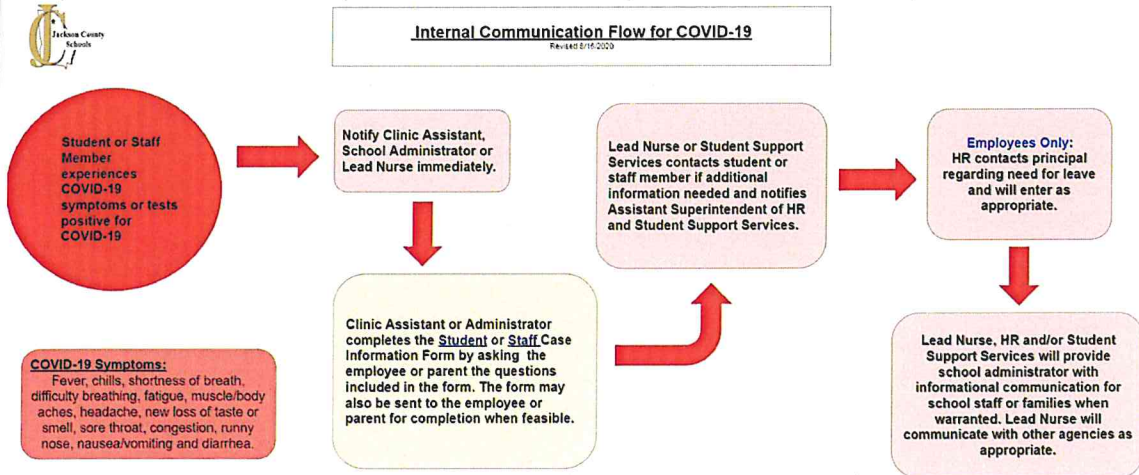 Jackson County
Schools
Internal Communication Flow for COVID-19
Student or Staff
Member
experiences
COVID-19
symptoms or tests
positive for
COVID-19
Notify Clinic Assistant,
School Administrator or
Lead Nurse immediately.
Clinic Assistant or Administrator
completes the Student or Staff Case
Information Form by asking the
employee or parent the questions
included in the form. The form may
also be sent to the employee or
parent for completion when feasible.
Lead Nurse or Student Support
Services contacts student or
staff member if additional
information needed and notifies
Assistant Superintendent of HR
and Student Support Services.
Employees Only:
HR contacts principal
regarding need for leave
and will enter as
appropriate.
Lead Nurse, HR and/or Student
Support Services will provide
school administrator with
informational communication for
school staff or families when
warranted. Lead Nurse will
communicate with other agencies as
appropriate.
COVID-19 Symptoms:
Fever, chills, shortness of breath,
difficulty breathing, fatigue, muscle/body
aches, headache, new loss of taste or
smell, sore throat, congestion, runny
nose, nausea/vomiting and diarrhea.